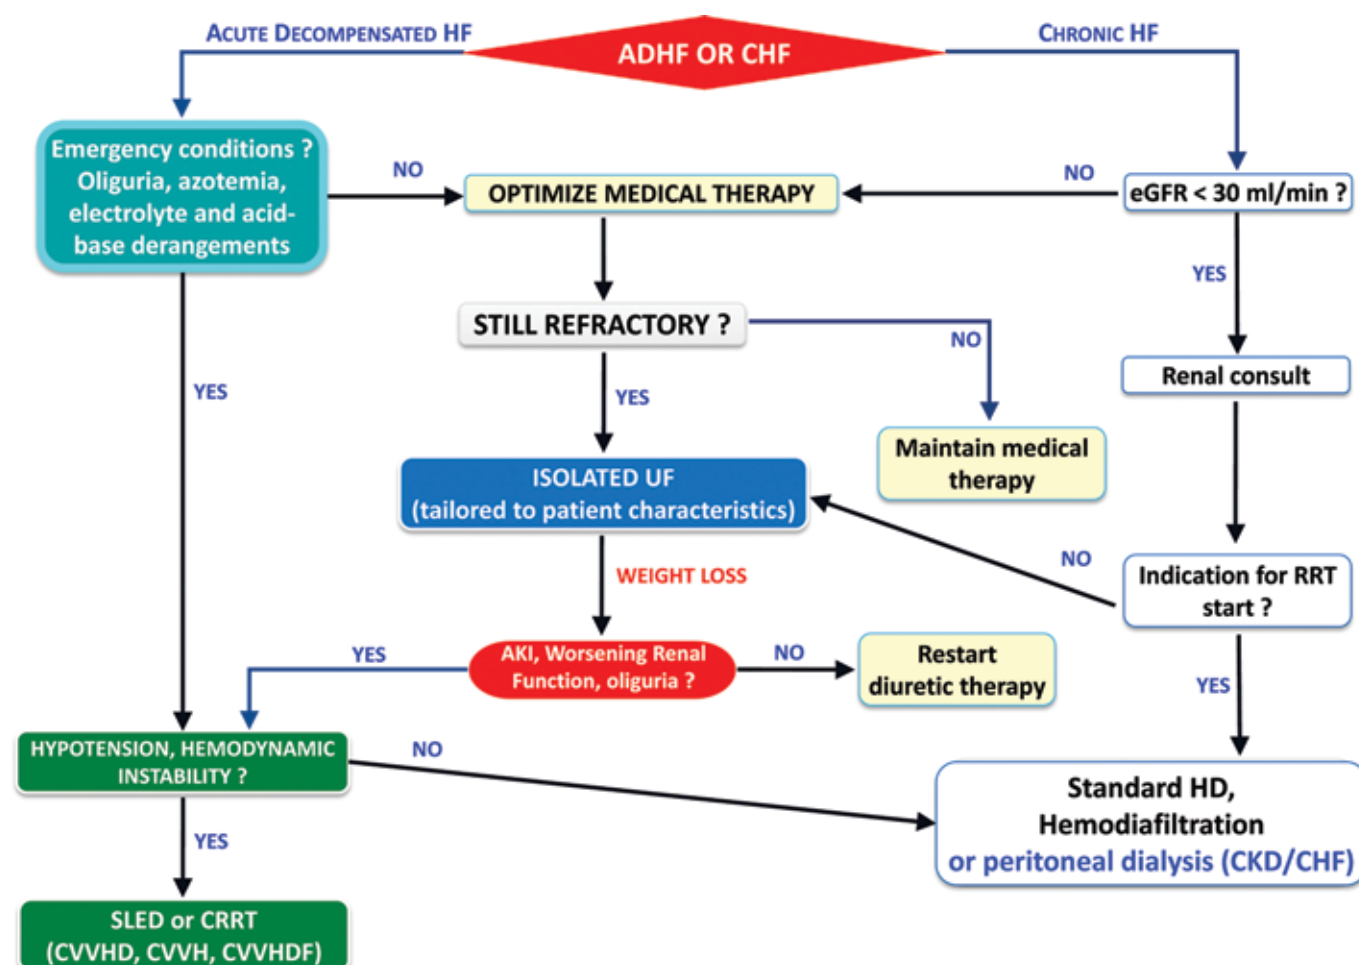 ACUTE DECOMPENSATED HF
ADHF OR CHF
CHRONIC HF
Emergency conditions ?
Oliguria, azotemia,
electrolyte and acid-
base derangements
NO
OPTIMIZE MEDICAL THERAPY
NO
eGFR < 30 ml/min ?
YES
STILL REFRACTORY ?
NO
YES
YES
Renal consult
Maintain medical
therapy
ISOLATED UF
(tailored to patient characteristics)
NO
WEIGHT LOSS
Indication for RRT
start ?
YES
AKI, Worsening Renal
Function, oliguria ?
NO
Restart
diuretic therapy
YES
HYPOTENSION, HEMODYNAMIC
INSTABILITY ?
NO
Standard HD,
Hemodiafiltration
or peritoneal dialysis (CKD/CHF)
YES
SLED or CRRT
(CVVHD, CVVH, CVVHDF)